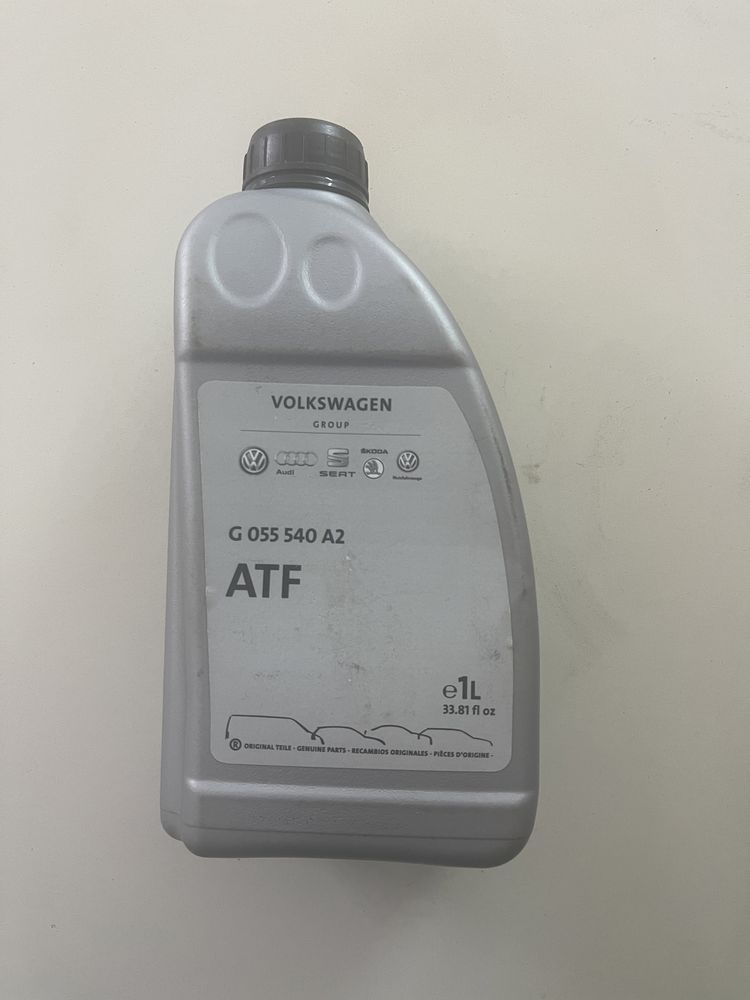 VOLKSWAGEN
GROUP
Audi
SEAT
ŠKODA
Nutzfahrzeuge
G 055 540 A2
ATF
e1L
33.81 fl oz
® ORIGINAL TEILE - GENUINE PARTS - RECAMBIOS ORIGINALES - PIÈCES D'ORIGINE -